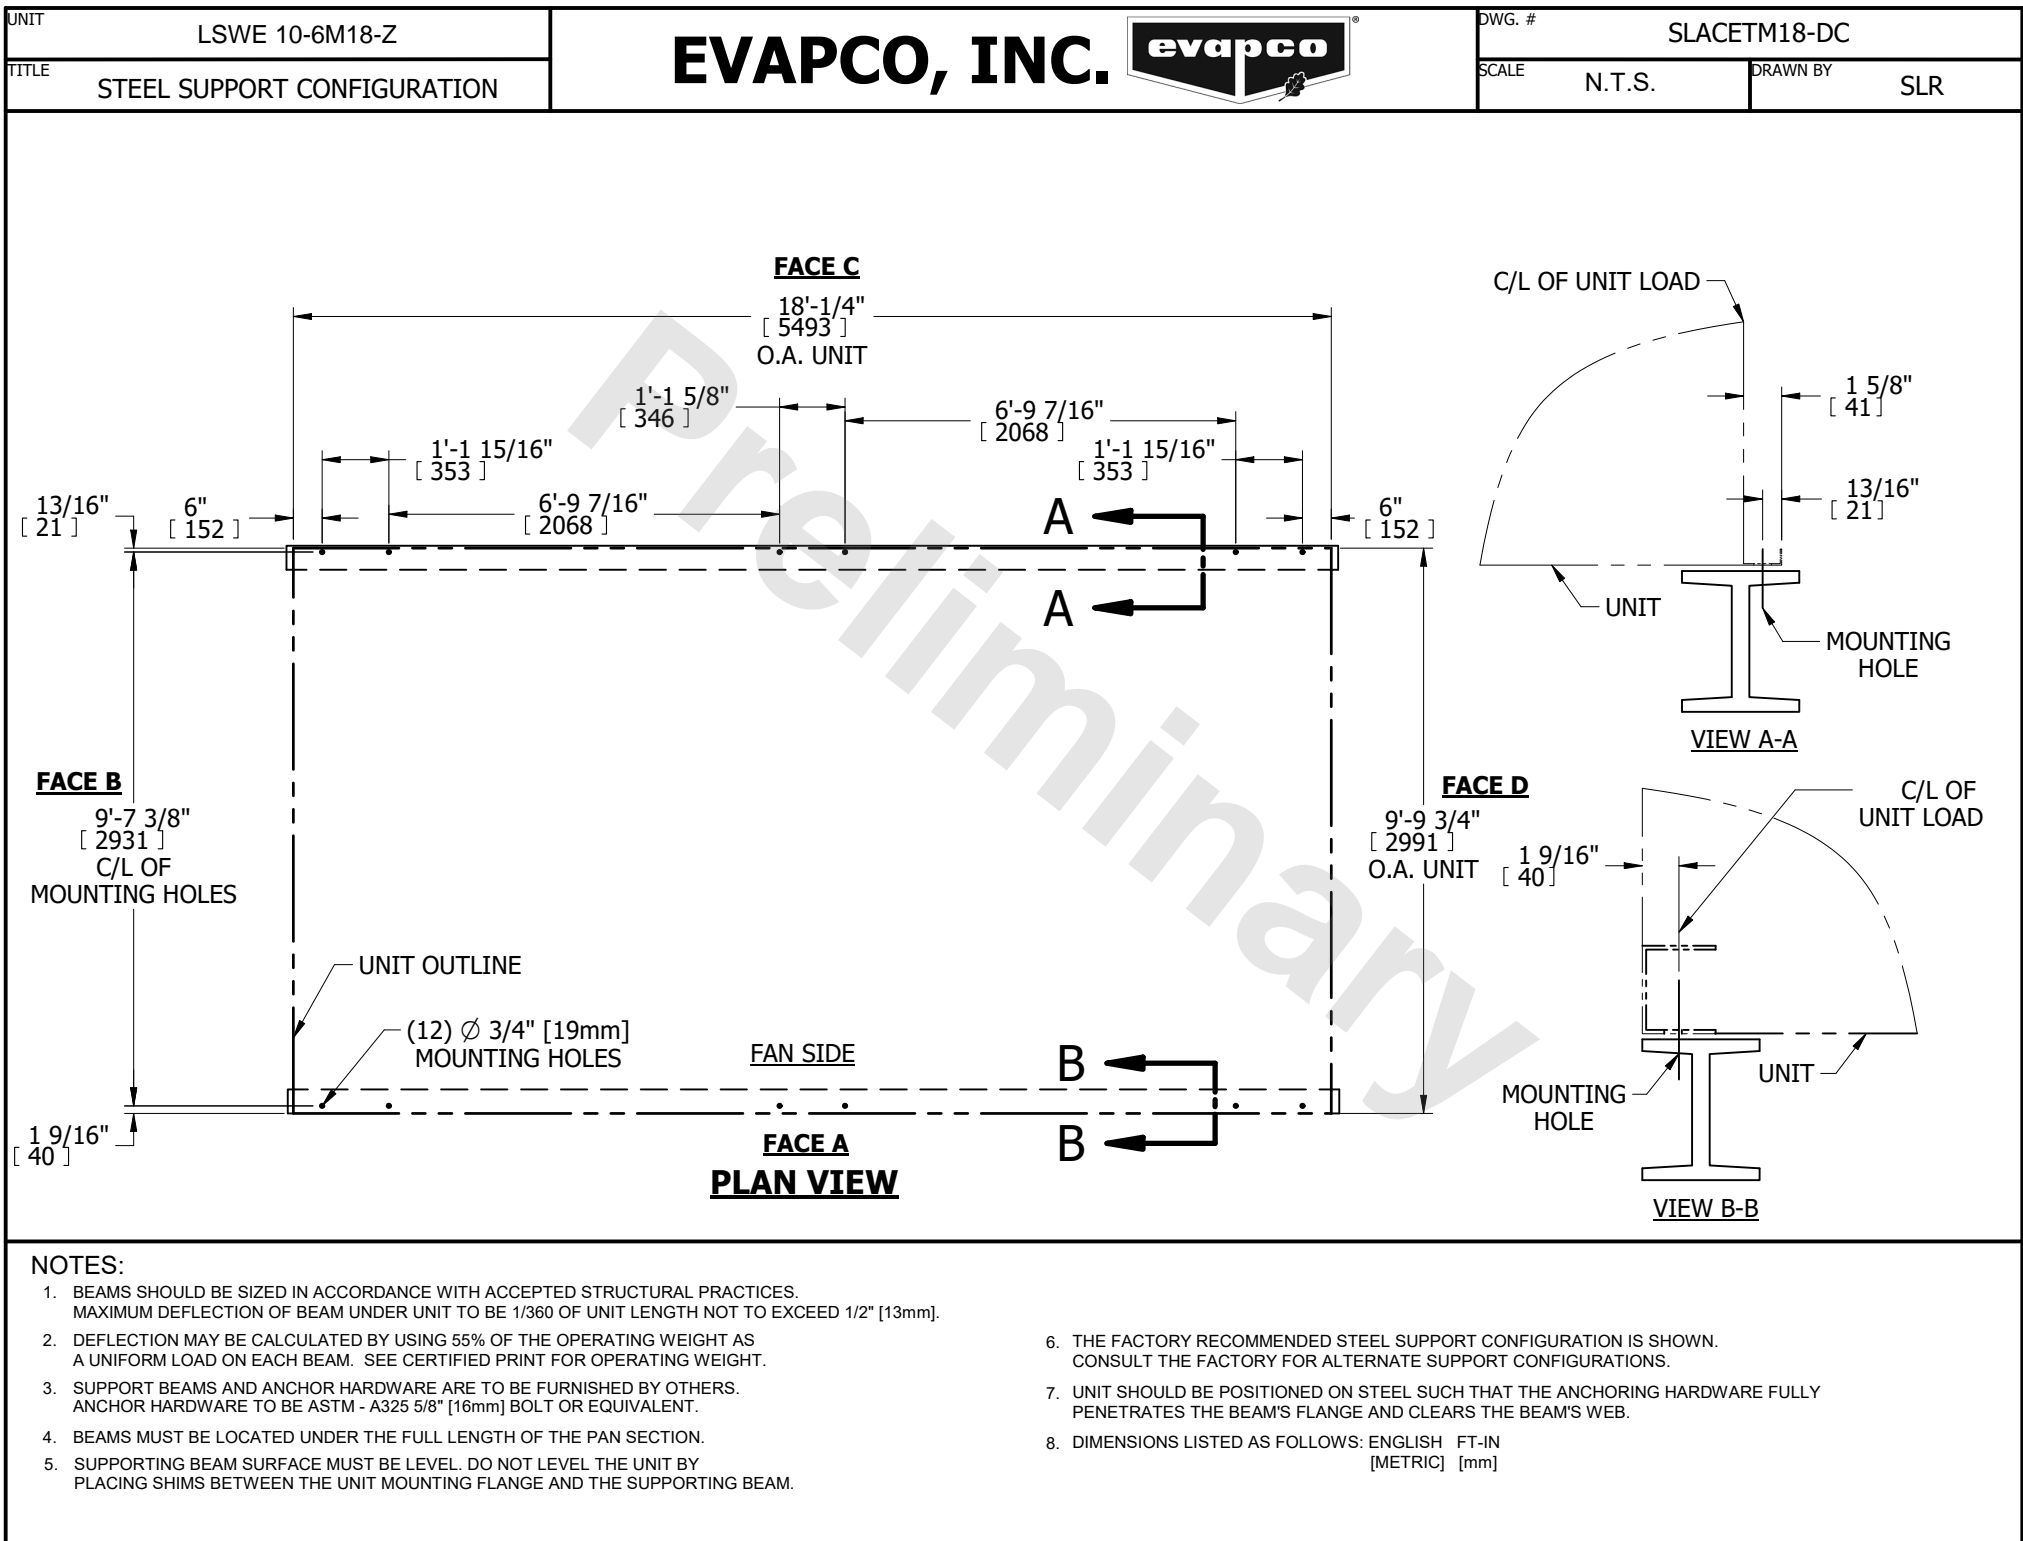 UNIT
LSWE 10-6M18-Z
TITLE
STEEL SUPPORT CONFIGURATION
EVAPCO, INC.
evapco
®
DWG. #
SLACETM18-DC
SCALE
N.T.S.
DRAWN BY
SLR
FACE C
18'-1/4"
[ 5493 ]
O.A. UNIT
1'-1 5/8"
[ 346 ]
6'-9 7/16"
[ 2068 ]
1'-1 15/16"
[ 353 ]
1'-1 15/16"
[ 353 ]
13/16"
[ 21 ]
6"
[ 152 ]
6'-9 7/16"
[ 2068 ]
6"
[ 152 ]
A
A
FACE B
9'-7 3/8"
[ 2931 ]
C/L OF
MOUNTING HOLES
FACE D
9'-9 3/4"
[ 2991 ]
O.A. UNIT
UNIT OUTLINE
(12) Ø 3/4" [19mm]
MOUNTING HOLES
FAN SIDE
B
B
1 9/16"
[ 40 ]
FACE A
PLAN VIEW
Preliminary
C/L OF UNIT LOAD
1 5/8"
[ 41 ]
13/16"
[ 21 ]
UNIT
MOUNTING
HOLE
VIEW A-A
C/L OF
UNIT LOAD
1 9/16"
[ 40 ]
UNIT
MOUNTING
HOLE
VIEW B-B
NOTES:
1. BEAMS SHOULD BE SIZED IN ACCORDANCE WITH ACCEPTED STRUCTURAL PRACTICES.
MAXIMUM DEFLECTION OF BEAM UNDER UNIT TO BE 1/360 OF UNIT LENGTH NOT TO EXCEED 1/2" [13mm].
2. DEFLECTION MAY BE CALCULATED BY USING 55% OF THE OPERATING WEIGHT AS
A UNIFORM LOAD ON EACH BEAM. SEE CERTIFIED PRINT FOR OPERATING WEIGHT.
3. SUPPORT BEAMS AND ANCHOR HARDWARE ARE TO BE FURNISHED BY OTHERS.
ANCHOR HARDWARE TO BE ASTM - A325 5/8" [16mm] BOLT OR EQUIVALENT.
4. BEAMS MUST BE LOCATED UNDER THE FULL LENGTH OF THE PAN SECTION.
5. SUPPORTING BEAM SURFACE MUST BE LEVEL. DO NOT LEVEL THE UNIT BY
PLACING SHIMS BETWEEN THE UNIT MOUNTING FLANGE AND THE SUPPORTING BEAM.
6. THE FACTORY RECOMMENDED STEEL SUPPORT CONFIGURATION IS SHOWN.
CONSULT THE FACTORY FOR ALTERNATE SUPPORT CONFIGURATIONS.
7. UNIT SHOULD BE POSITIONED ON STEEL SUCH THAT THE ANCHORING HARDWARE FULLY
PENETRATES THE BEAM'S FLANGE AND CLEARS THE BEAM'S WEB.
8. DIMENSIONS LISTED AS FOLLOWS: ENGLISH FT-IN
[METRIC] [mm]